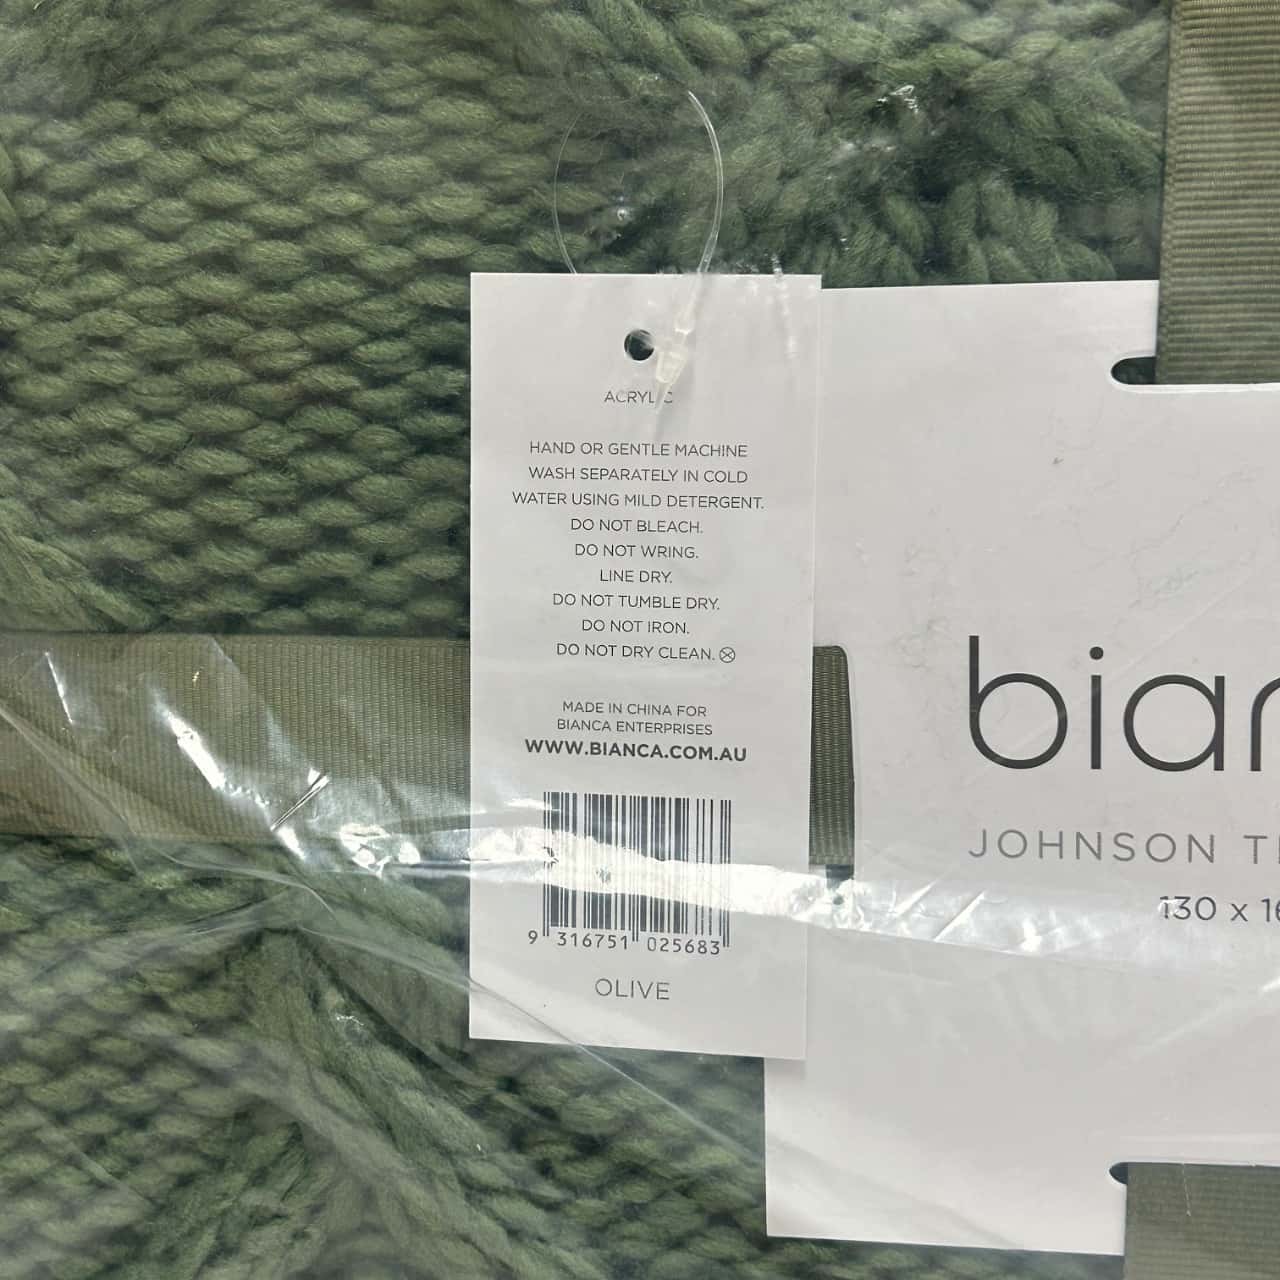 ACRYLIC
HAND OR GENTLE MACHINE
WASH SEPARATELY IN COLD
WATER USING MILD DETERGENT.
DO NOT BLEACH.
DO NOT WRING.
LINE DRY.
DO NOT TUMBLE DRY.
DO NOT IRON.
DO NOT DRY CLEAN.
MADE IN CHINA FOR
BIANCA ENTERPRISES
WWW.BIANCA.COM.AU
9 316751 025683
OLIVE
bian
JOHNSON
130 x